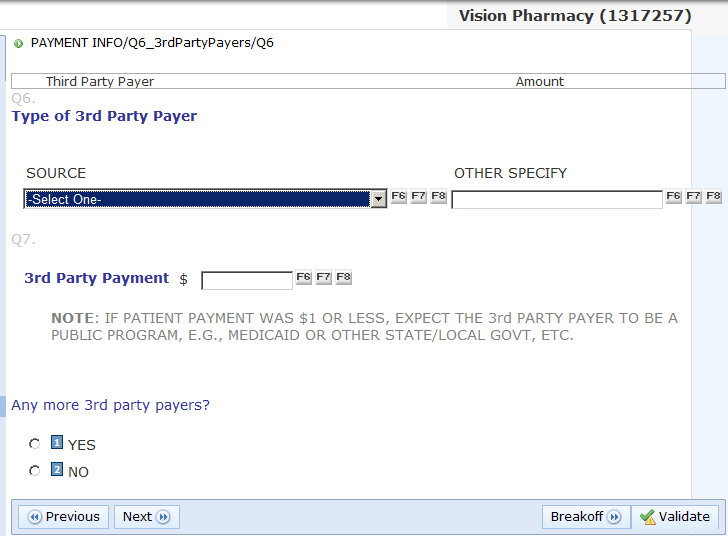 Vision Pharmacy (1317257)
PAYMENT INFO/Q6_3rdPartyPayers/Q6
Third Party Payer Amount
Q6.
Type of 3rd Party Payer
SOURCE OTHER SPECIFY
-Select One- F6 F7 F8 F6 F7 F8
Q7.
3rd Party Payment $ F6 F7 F8
NOTE: IF PATIENT PAYMENT WAS $1 OR LESS, EXPECT THE 3rd PARTY PAYER TO BE A
PUBLIC PROGRAM, E.G., MEDICAID OR OTHER STATE/LOCAL GOVT, ETC.
Any more 3rd party payers?
1 YES
2 NO
Previous Next Breakoff Validate